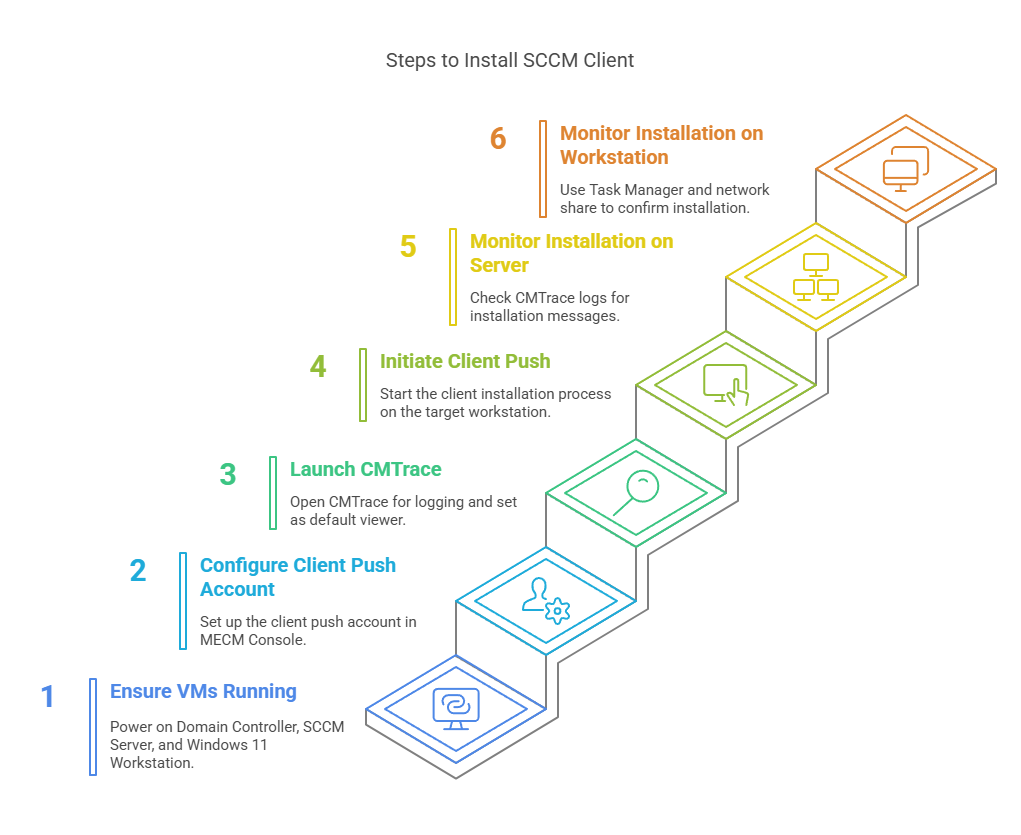 Steps to Install SCCM Client
6
Monitor Installation on
Workstation
Use Task Manager and network
share to confirm installation.
5
Monitor Installation on
Server
Check CMTrace logs for
installation messages.
4
Initiate Client Push
Start the client installation process
on the target workstation.
3
Launch CMTrace
Open CMTrace for logging and set
as default viewer.
2
Configure Client Push
Account
Set up the client push account in
MECM Console.
1
Ensure VMs Running
Power on Domain Controller, SCCM
Server, and Windows 11
Workstation.